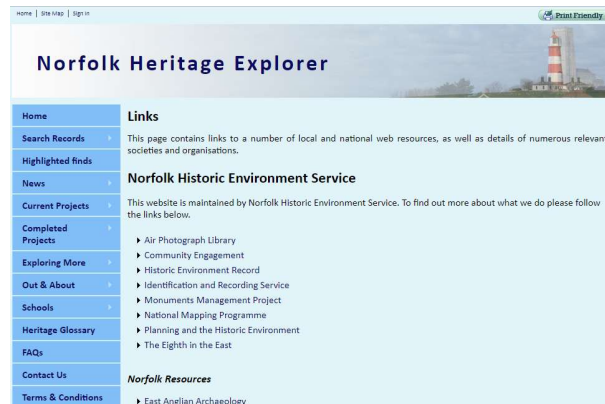 Home | Site Map | Sign In
Print Friendly
Norfolk Heritage Explorer
Home
Search Records
Highlighted finds
News
Current Projects
Completed
Projects
Exploring More
Out & About
Schools
Heritage Glossary
FAQs
Contact Us
Terms & Conditions
Links
This page contains links to a number of local and national web resources, as well as details of numerous relevant
societies and organisations.
Norfolk Historic Environment Service
This website is maintained by Norfolk Historic Environment Service. To find out more about what we do please follow
the links below.
Air Photograph Library
Community Engagement
Historic Environment Record
Identification and Recording Service
Monuments Management Project
National Mapping Programme
Planning and the Historic Environment
The Eighth in the East
Norfolk Resources
East Anglian Archaeology